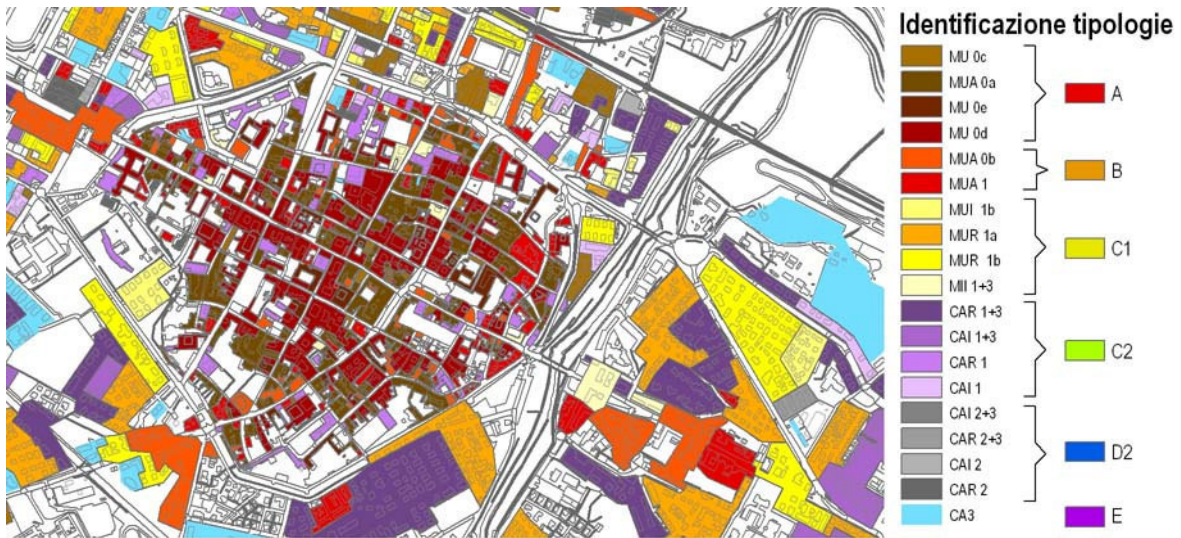 Identificazione tipologie
MU 0c
MUA 0a
MU 0e
MU 0d
MUA 0b
MUA 1
MUI 1b
MUR 1a
MUR 1b
MII 1+3
CAR 1+3
CAI 1+3
CAR 1
CAI 1
CAI 2+3
CAR 2+3
CAI 2
CAR 2
CA3
A
B
C1
C2
D2
E